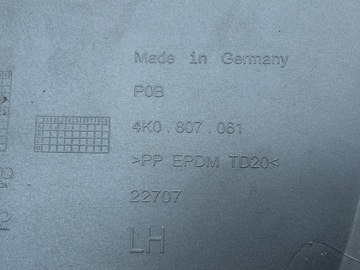 Made in Germany
P0B
4K0.807.061
>PP EPDM TD20<
22707
LH